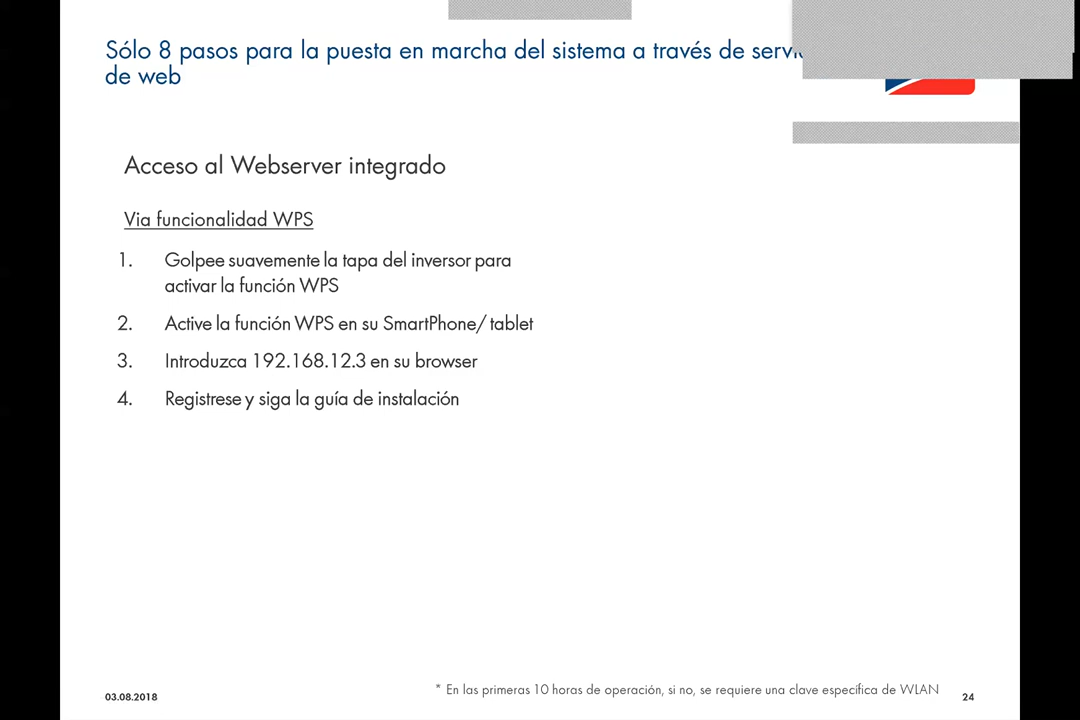 Sólo 8 pasos para la puesta en marcha del sistema a través de
de web
Acceso al Webserver integrado
Via funcionalidad WPS
1. Golpee suavemente la tapa del inversor para
activar la función WPS
2. Active la función WPS en su SmartPhone/ tablet
3. Introduzca 192.168.12.3 en su browser
4. Registrese y siga la guía de instalación
* En las primeras 10 horas de operación, si no, se requiere una clave específica de WLAN
03.08.2018
24